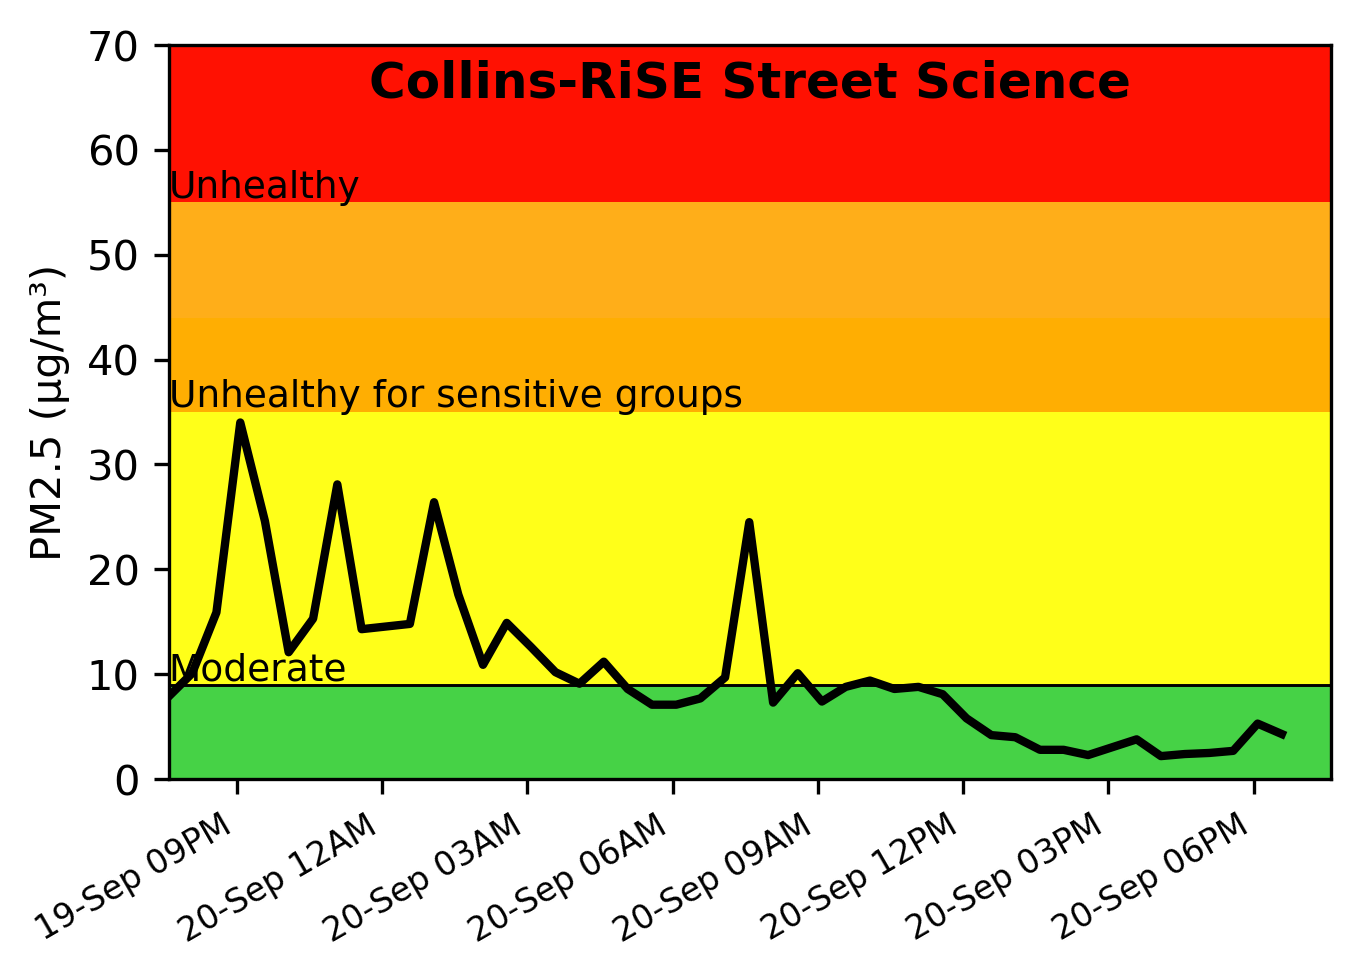 Collins-RiSE Street Science
70
60
Unhealthy
50
40
Unhealthy for sensitive groups
30
20
10
Moderate
0
PM2.5 (µg/m³)
19-Sep 09PM
20-Sep 12AM
20-Sep 03AM
20-Sep 06AM
20-Sep 09AM
20-Sep 12PM
20-Sep 03PM
20-Sep 06PM